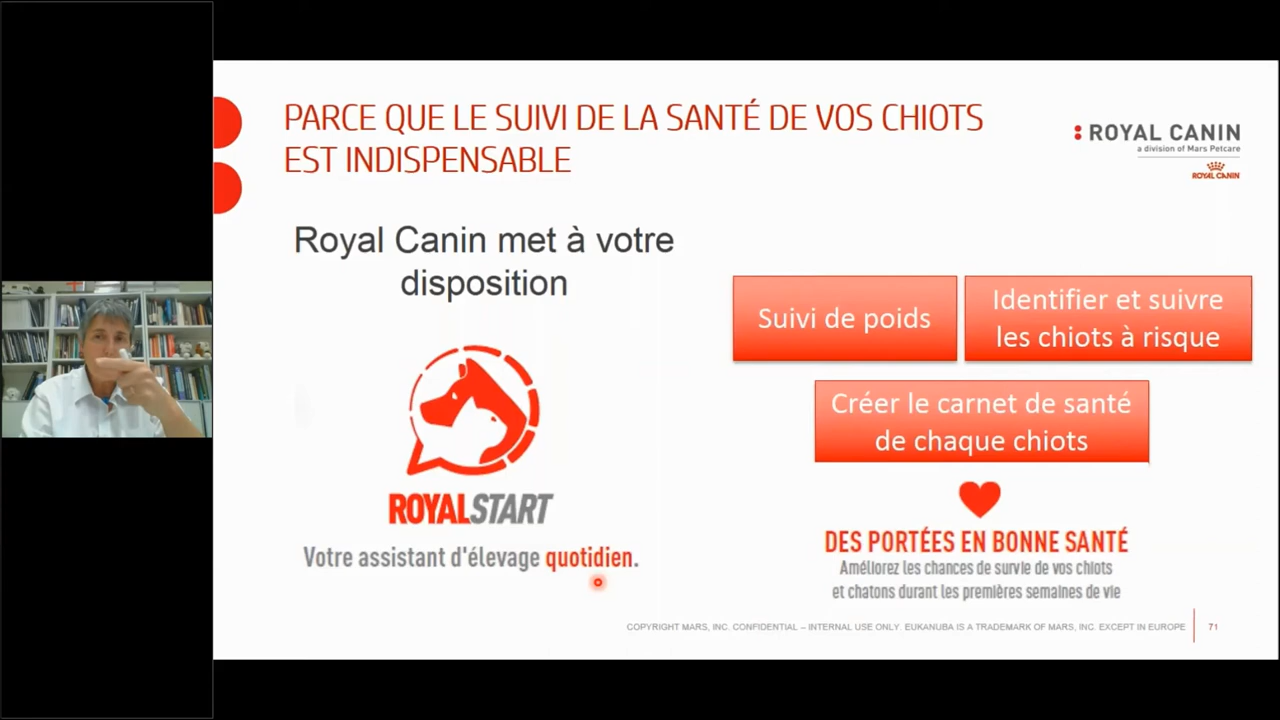 PARCE QUE LE SUIVI DE LA SANTÉ DE VOS CHIOTS
EST INDISPENSABLE
ROYAL CANIN
a division of Mars Petcare
ROYAL CANIN
Royal Canin met à votre
disposition
Suivi de poids
Identifier et suivre
les chiots à risque
Créer le carnet de santé
de chaque chiots
ROYALSTART
Votre assistant d'élevage quotidien.
DES PORTÉES EN BONNE SANTÉ
Améliorez les chances de survie de vos chiots
et chatons durant les premières semaines de vie
COPYRIGHT MARS, INC. CONFIDENTIAL – INTERNAL USE ONLY. EUKANUBA IS A TRADEMARK OF MARS, INC. EXCEPT IN EUROPE
71